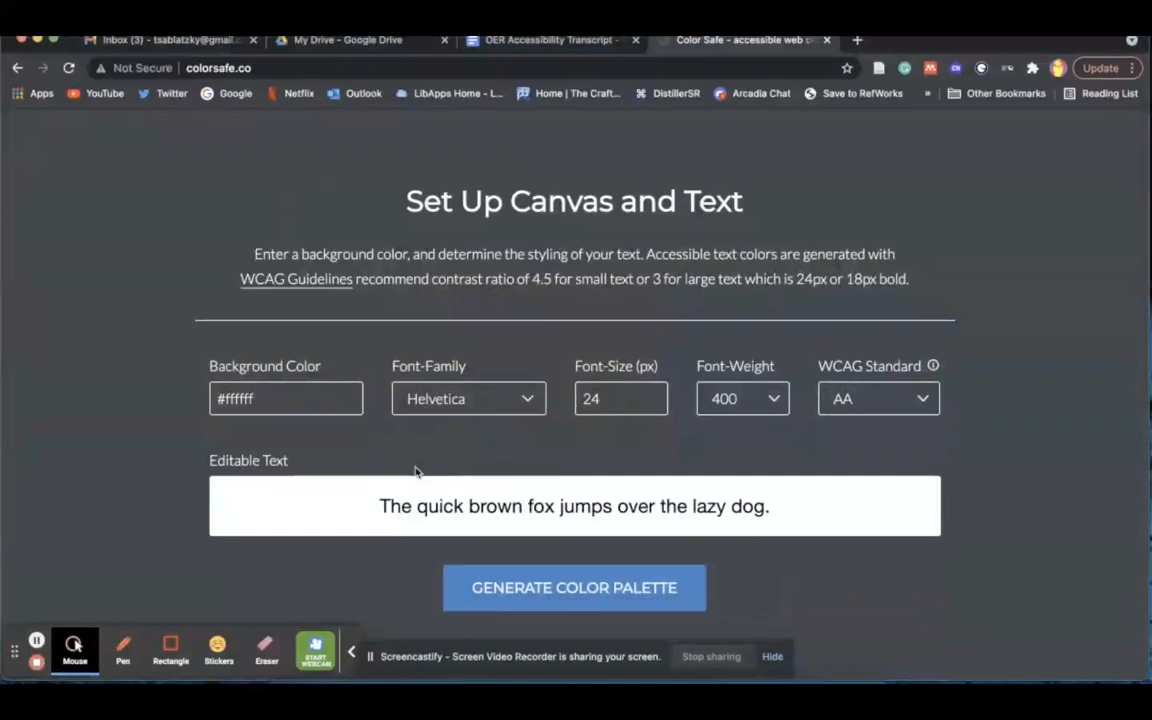 Inbox (3) - tsablatzky@gmail.
My Drive - Google Drive
OER Accessibility Transcript -
Color Safe - accessible web c
Not Secure | colorsafe.co
Update
Apps
YouTube
Twitter
Google
Netflix
Outlook
LibApps Home - L...
Home | The Craft...
DistillerSR
Arcadia Chat
Save to RefWorks
»
Other Bookmarks
Reading List
Set Up Canvas and Text
Enter a background color, and determine the styling of your text. Accessible text colors are generated with
WCAG Guidelines recommend contrast ratio of 4.5 for small text or 3 for large text which is 24px or 18px bold.
Background Color
Font-Family
Font-Size (px)
Font-Weight
WCAG Standard
#ffffff
Helvetica
24
400
AA
Editable Text
The quick brown fox jumps over the lazy dog.
GENERATE COLOR PALETTE
Mouse
Pen
Rectangle
Stickers
Eraser
START
WEBCAM
Screencastify - Screen Video Recorder is sharing your screen.
Stop sharing
Hide